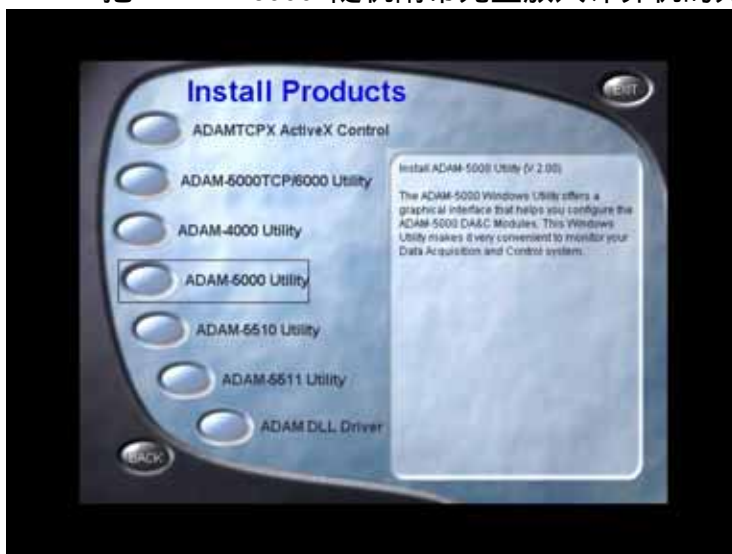 Install Products
EXIT
ADAMTCPX ActiveX Control
ADAM-5000TCP/6000 Utility
ADAM-4000 Utility
ADAM-5000 Utility
ADAM-5510 Utility
ADAM-5511 Utility
ADAM DLL Driver
BACK
Install ADAM-5000 Utility (V 2.00)
The ADAM-5000 Windows Utility offers a
graphical interface that helps you configure the
ADAM-5000 DA&C Modules. This Windows
Utility makes it very convenient to monitor your
Data Acquisition and Control system.